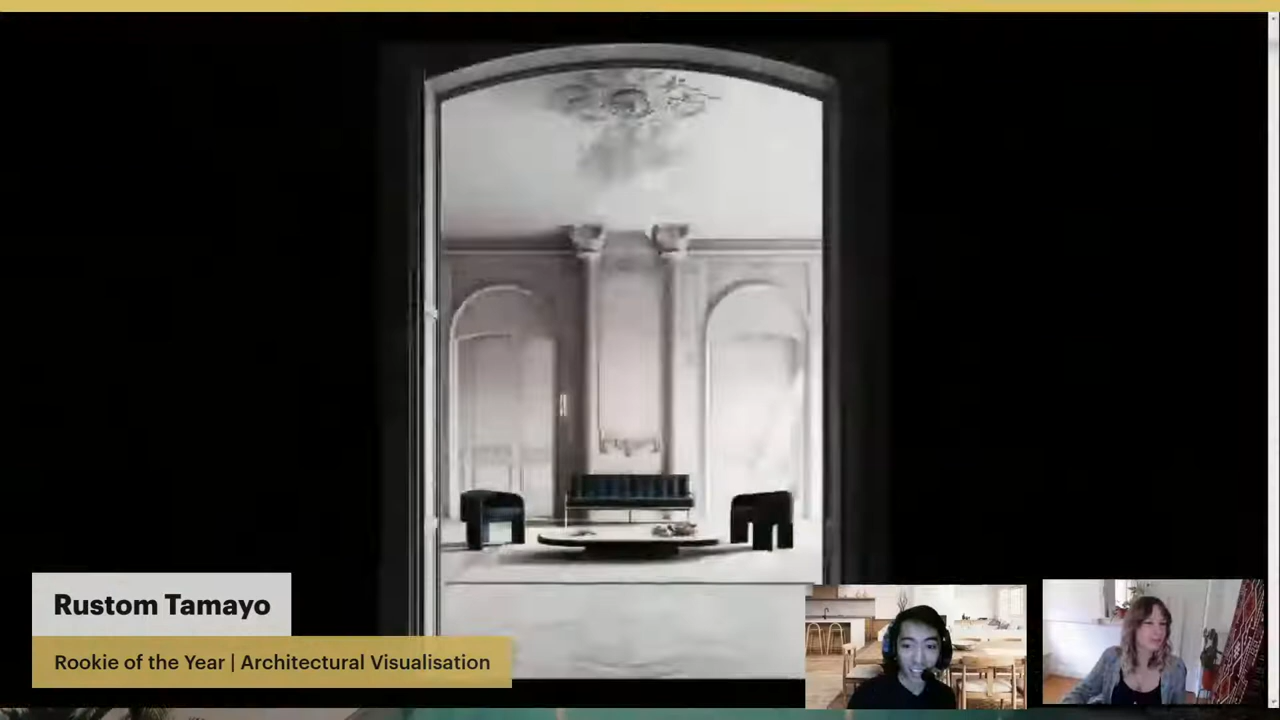 Rustom Tamayo
Rookie of the Year | Architectural Visualisation